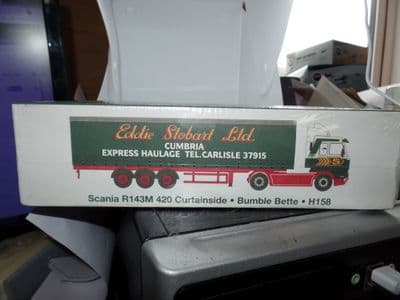 Eddie Stobart Ltd.
CUMBRIA
EXPRESS HAULAGE TEL.CARLISLE 37915
S
Scania R143M 420 Curtainside • Bumble Bette • H158